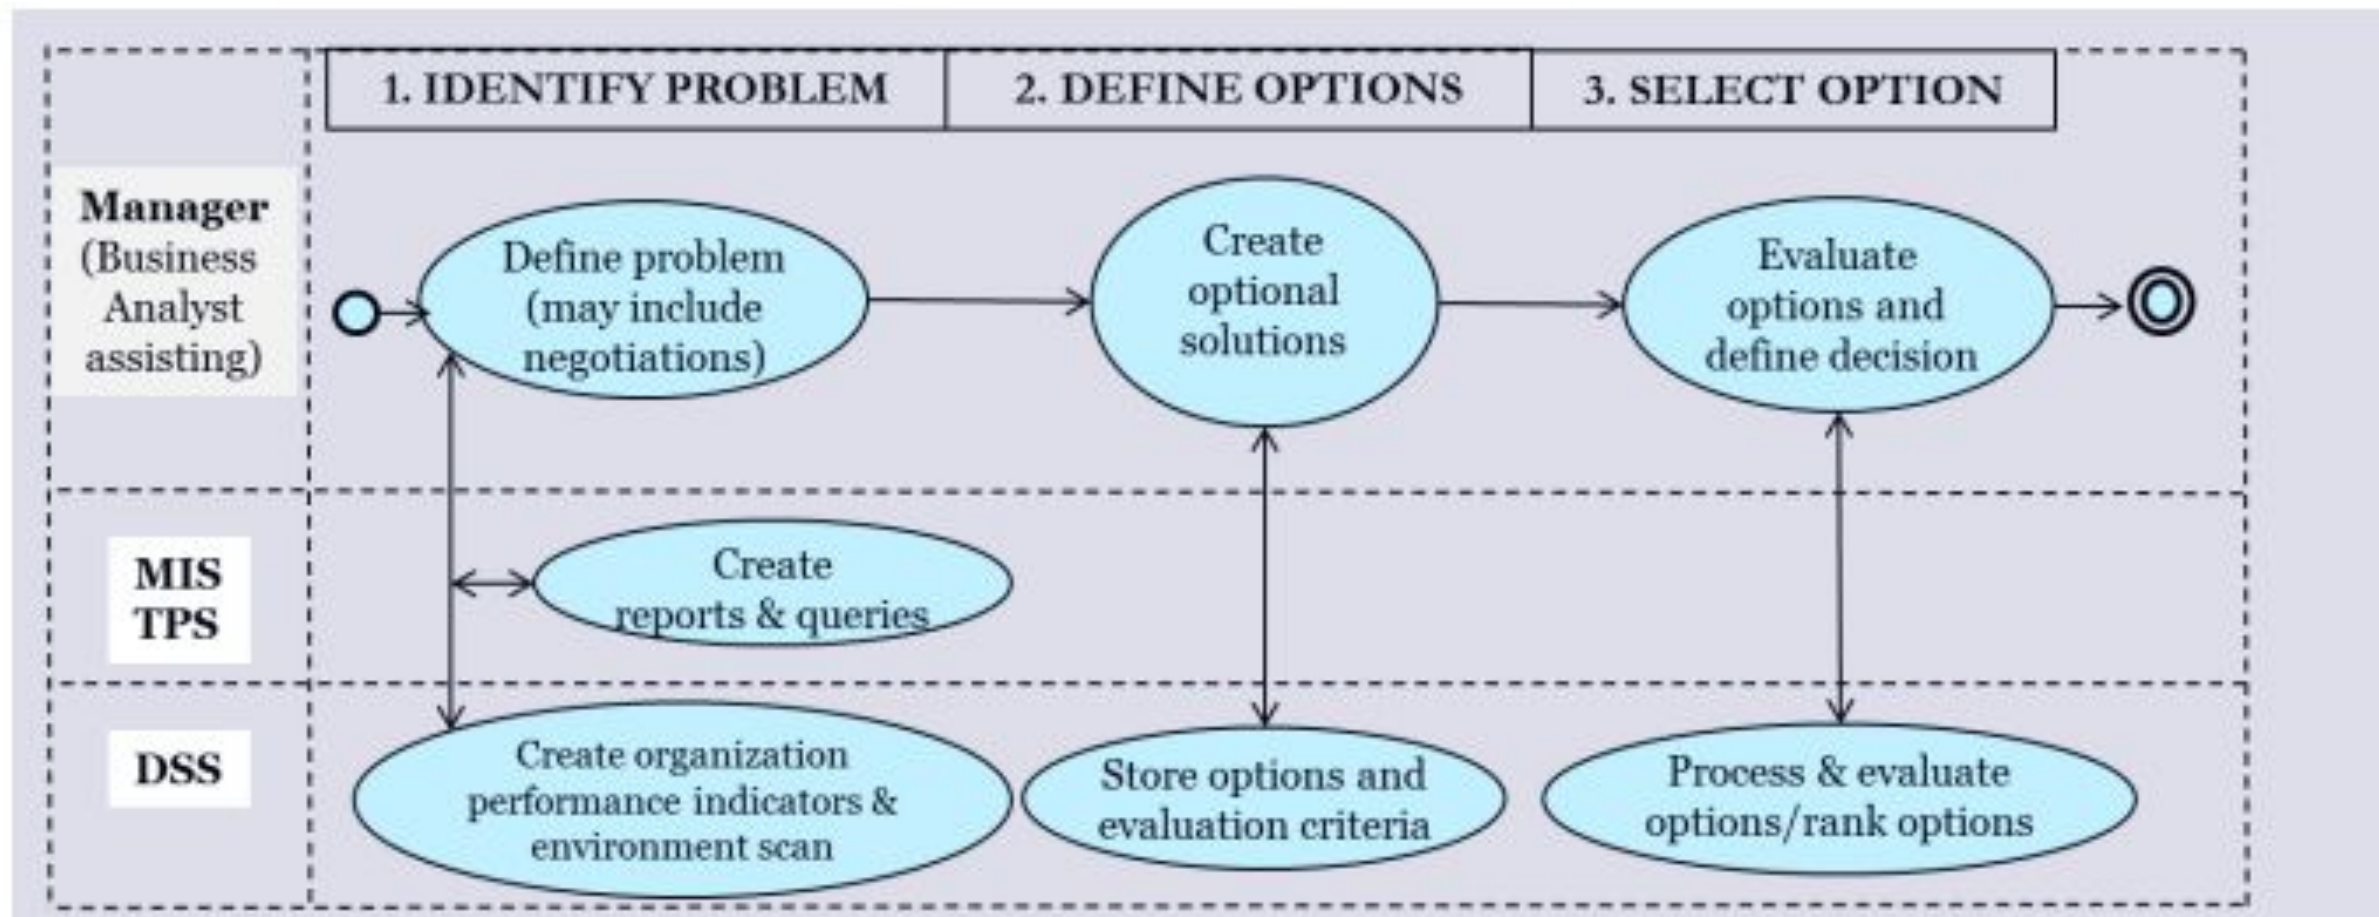 1. IDENTIFY PROBLEM
2. DEFINE OPTIONS
3. SELECT OPTION
Manager
(Business
Analyst
assisting)
Define problem
(may include
negotiations)
Create
optional
solutions
Evaluate
options and
define decision
MIS
TPS
Create
reports & queries
DSS
Create organization
performance indicators &
environment scan
Store options and
evaluation criteria
Process & evaluate
options/rank options